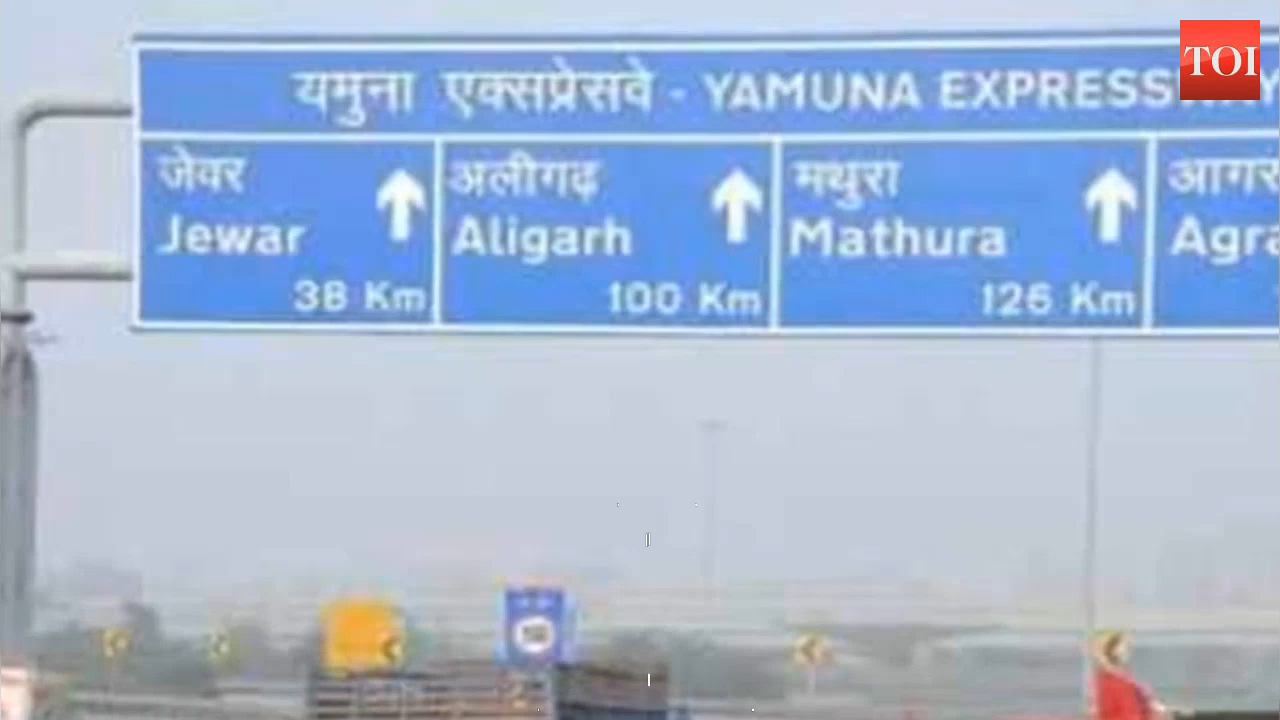 TOI
यमुना एक्सप्रेसवे - YAMUNA EXPRESS
जेवर
Jewar
38 Km
अलीगढ़
Aligarh
100 Km
मथुरा
Mathura
126 Km
आगर
Agra